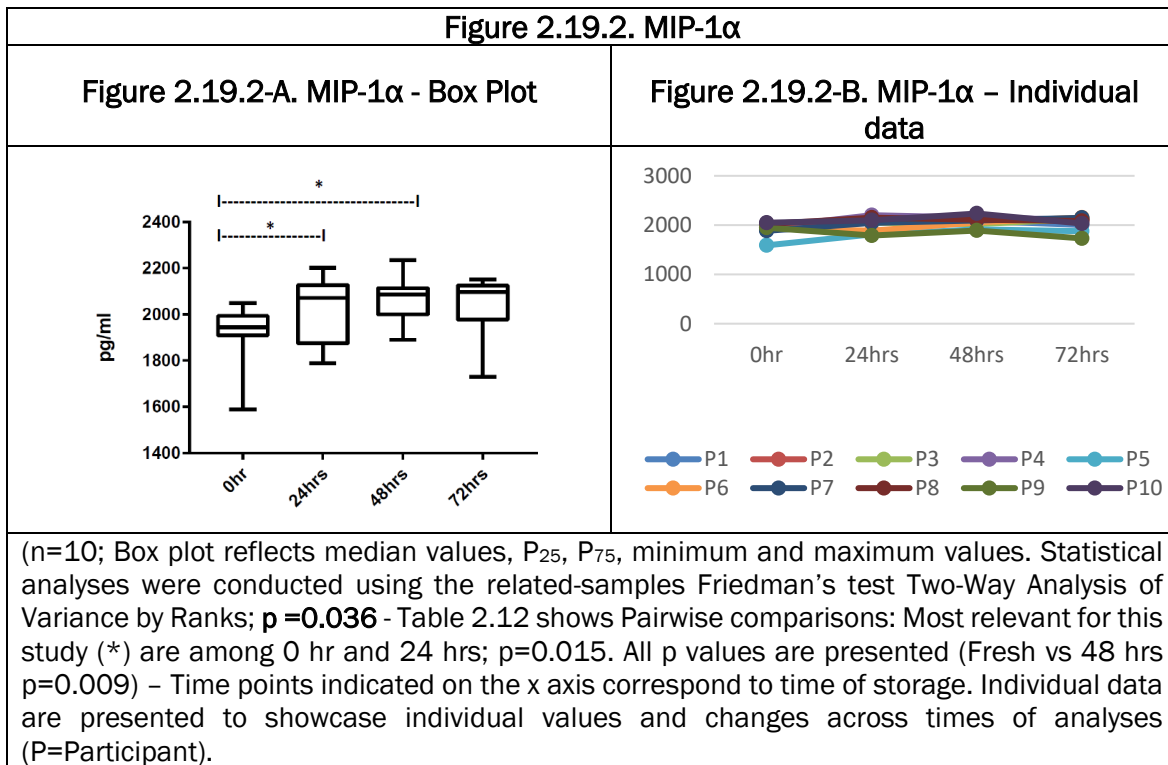 Figure 2.19.2. MIP-1α
Figure 2.19.2-A. MIP-1α - Box Plot
Figure 2.19.2-B. MIP-1α – Individual
data
*
I--------------------------------I
*
I-----------------I
2400
2200
2000
1800
1600
1400
pg/ml
0hr
24hrs
48hrs
72hrs
3000
2000
1000
0
0hr 24hrs 48hrs 72hrs
P1 P2 P3 P4 P5
P6 P7 P8 P9 P10
(n=10; Box plot reflects median values, P25, P75, minimum and maximum values. Statistical
analyses were conducted using the related-samples Friedman’s test Two-Way Analysis of
Variance by Ranks; p =0.036 - Table 2.12 shows Pairwise comparisons: Most relevant for this
study (*) are among 0 hr and 24 hrs; p=0.015. All p values are presented (Fresh vs 48 hrs
p=0.009) – Time points indicated on the x axis correspond to time of storage. Individual data
are presented to showcase individual values and changes across times of analyses
(P=Participant).